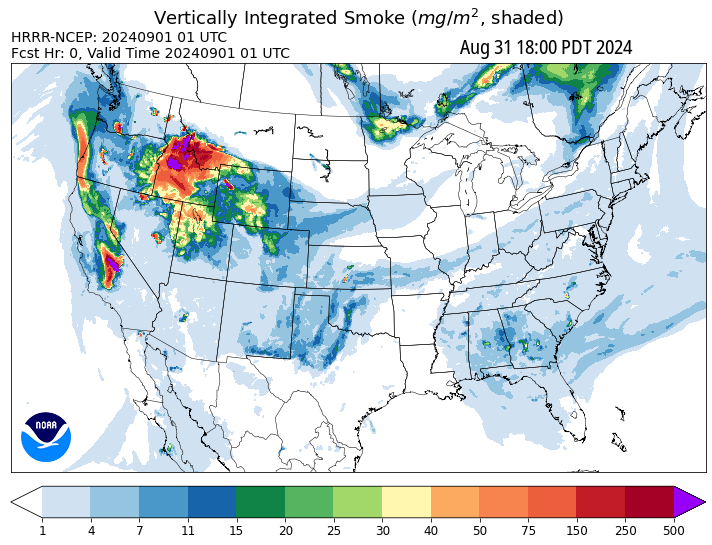 Vertically Integrated Smoke (mg/m², shaded)
HRRR-NCEP: 20240901 01 UTC
Fcst Hr: 0, Valid Time 20240901 01 UTC
Aug 31 18:00 PDT 2024
NOAA
1 4 7 11 15 20 25 30 40 50 75 150 250 500